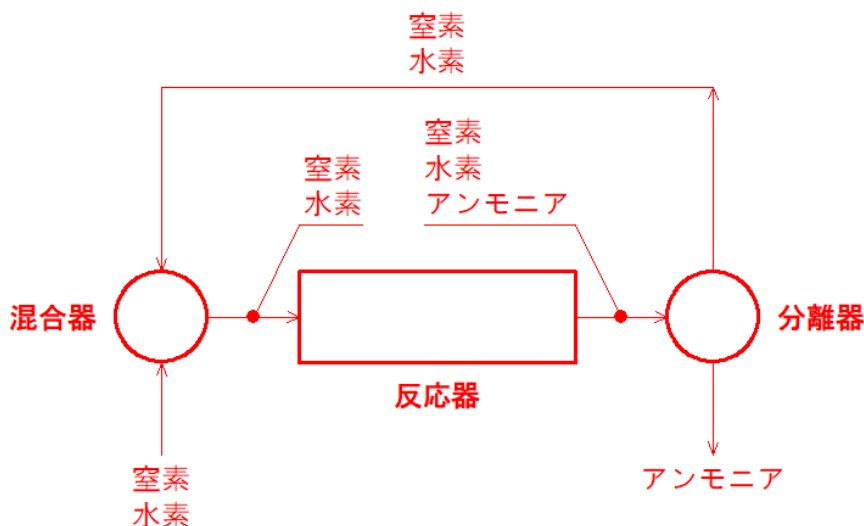 窒素
水素
窒素
水素
窒素
水素
アンモニア
混合器
反応器
分離器
窒素
水素
アンモニア